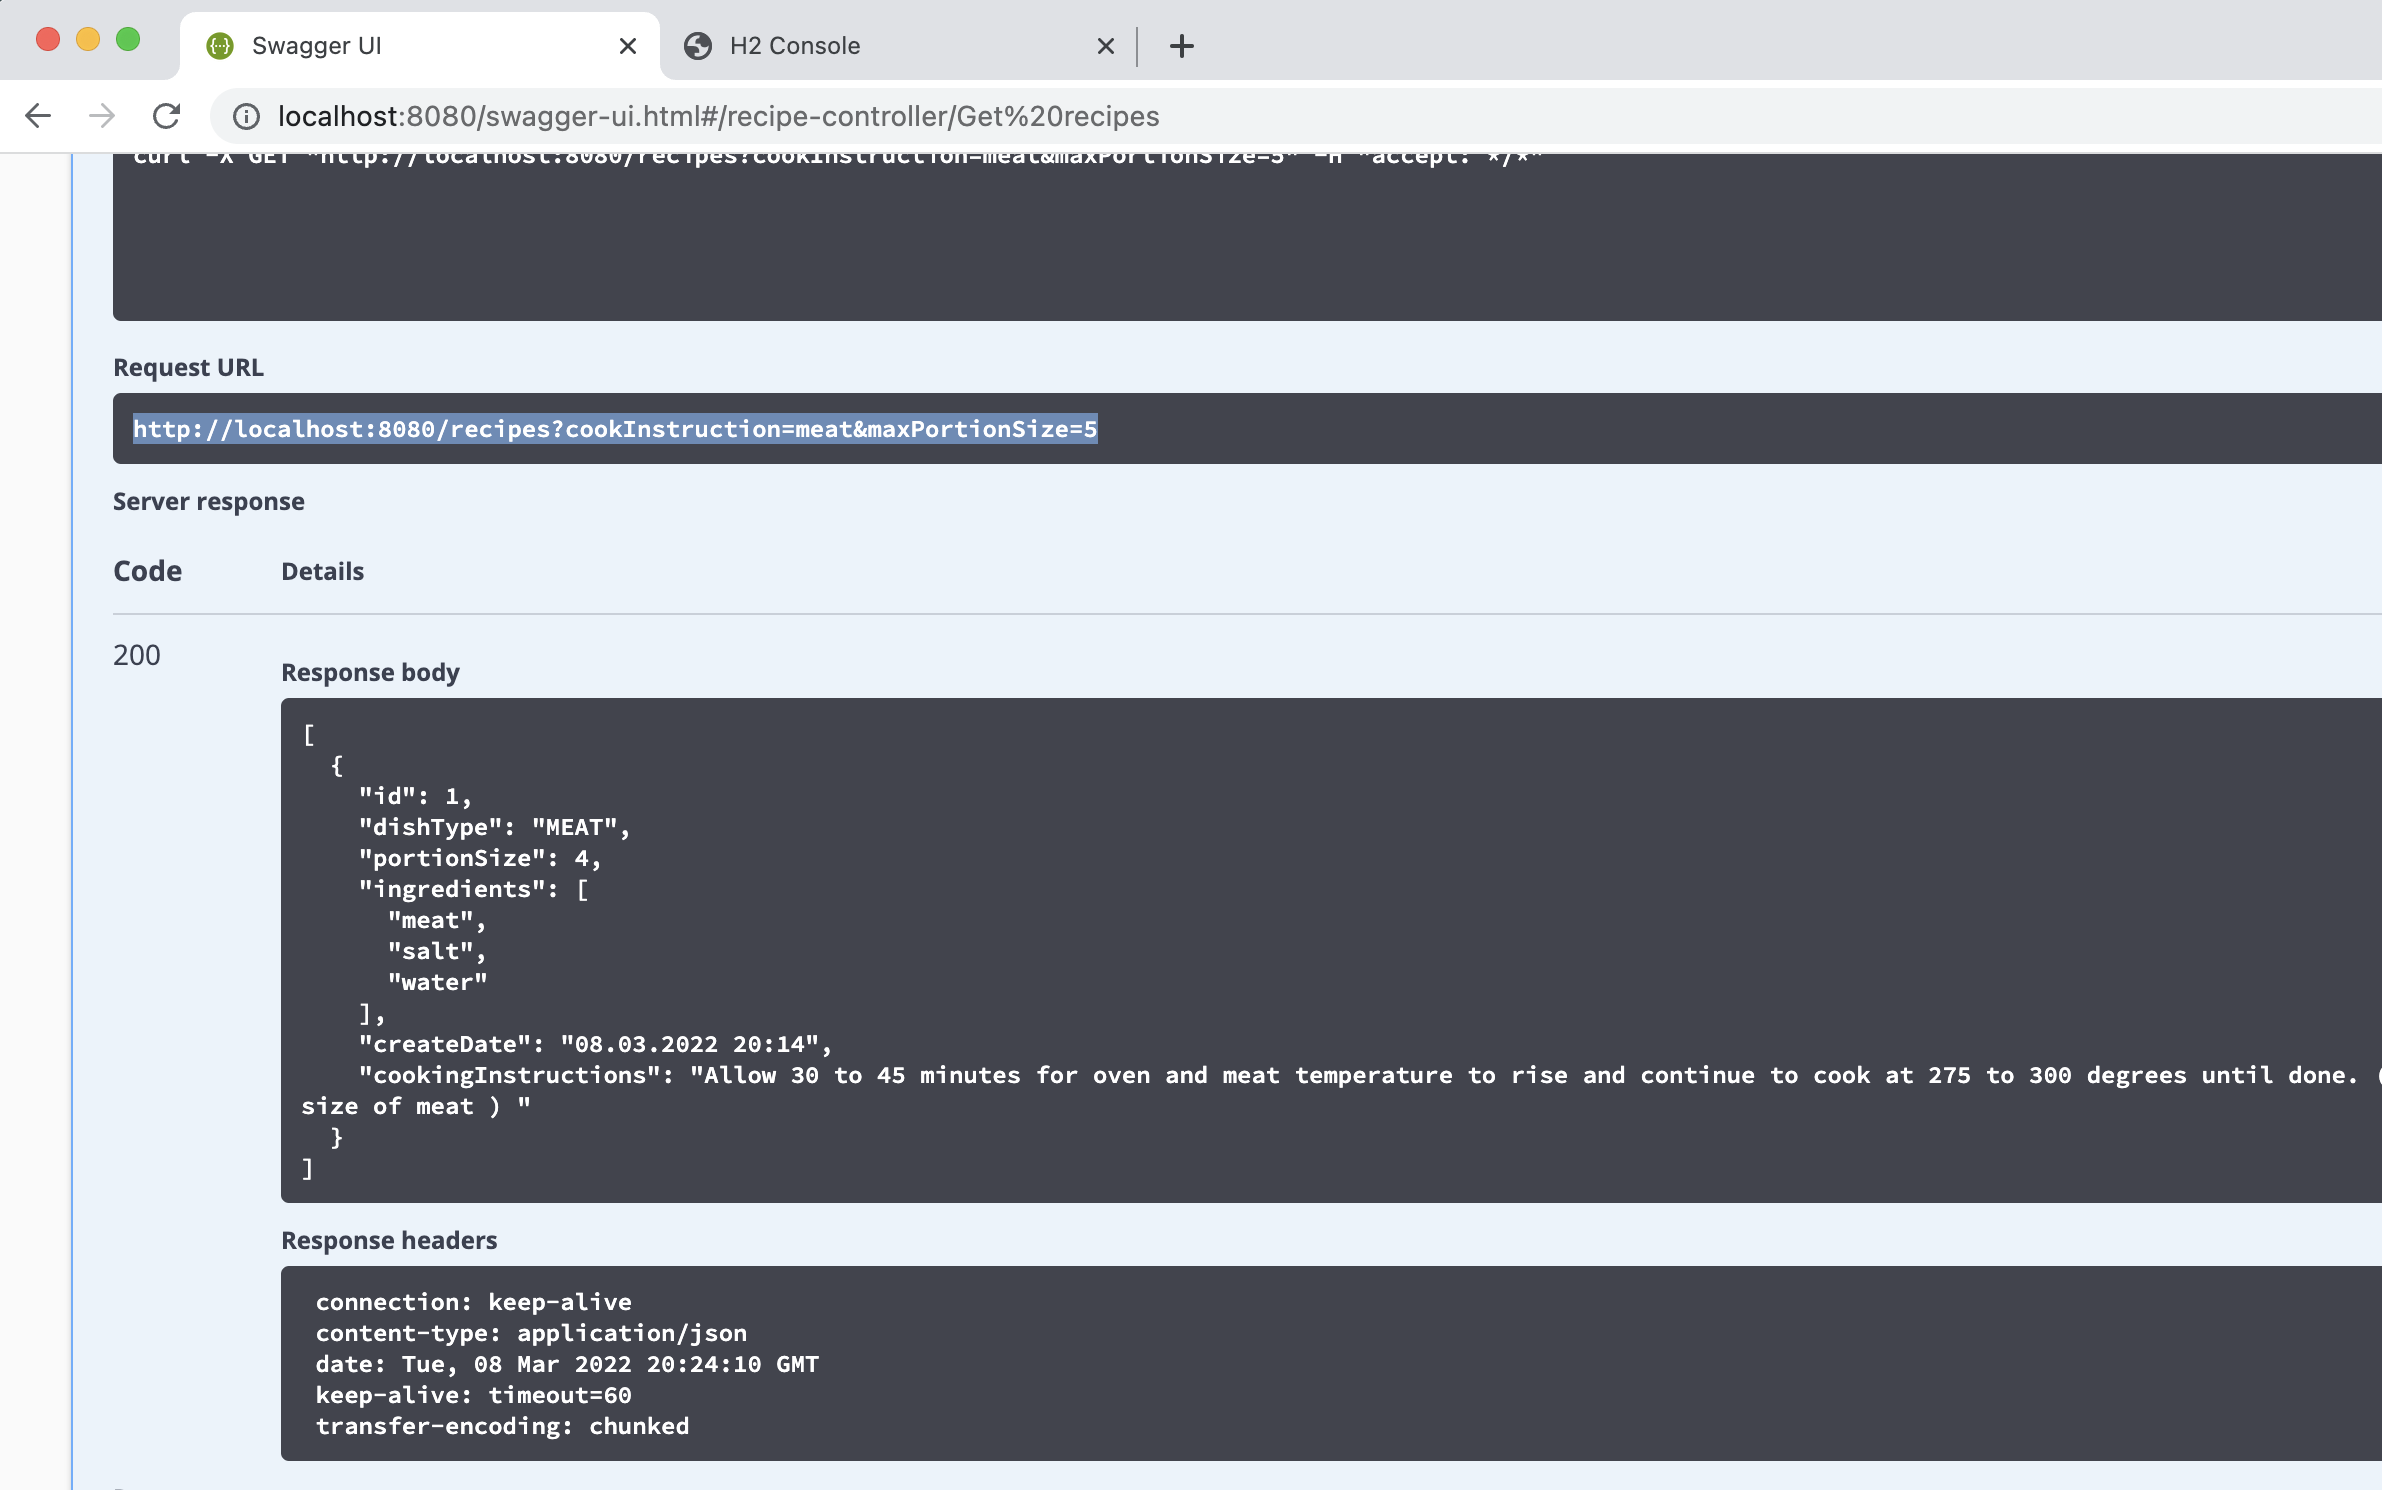 Swagger UI
H2 Console
localhost:8080/swagger-ui.html#/recipe-controller/Get%20recipes
curl -X GET "http://localhost:8080/recipes?cookInstruction=meat&maxPortionSize=5" -H "accept: */*"
Request URL
http://localhost:8080/recipes?cookInstruction=meat&maxPortionSize=5
Server response
Code Details
200
Response body
[
  {
    "id": 1,
    "dishType": "MEAT",
    "portionSize": 4,
    "ingredients": [
      "meat",
      "salt",
      "water"
    ],
    "createDate": "08.03.2022 20:14",
    "cookingInstructions": "Allow 30 to 45 minutes for oven and meat temperature to rise and continue to cook at 275 to 300 degrees until done. (
size of meat ) "
  }
]
Response headers
connection: keep-alive
content-type: application/json
date: Tue, 08 Mar 2022 20:24:10 GMT
keep-alive: timeout=60
transfer-encoding: chunked